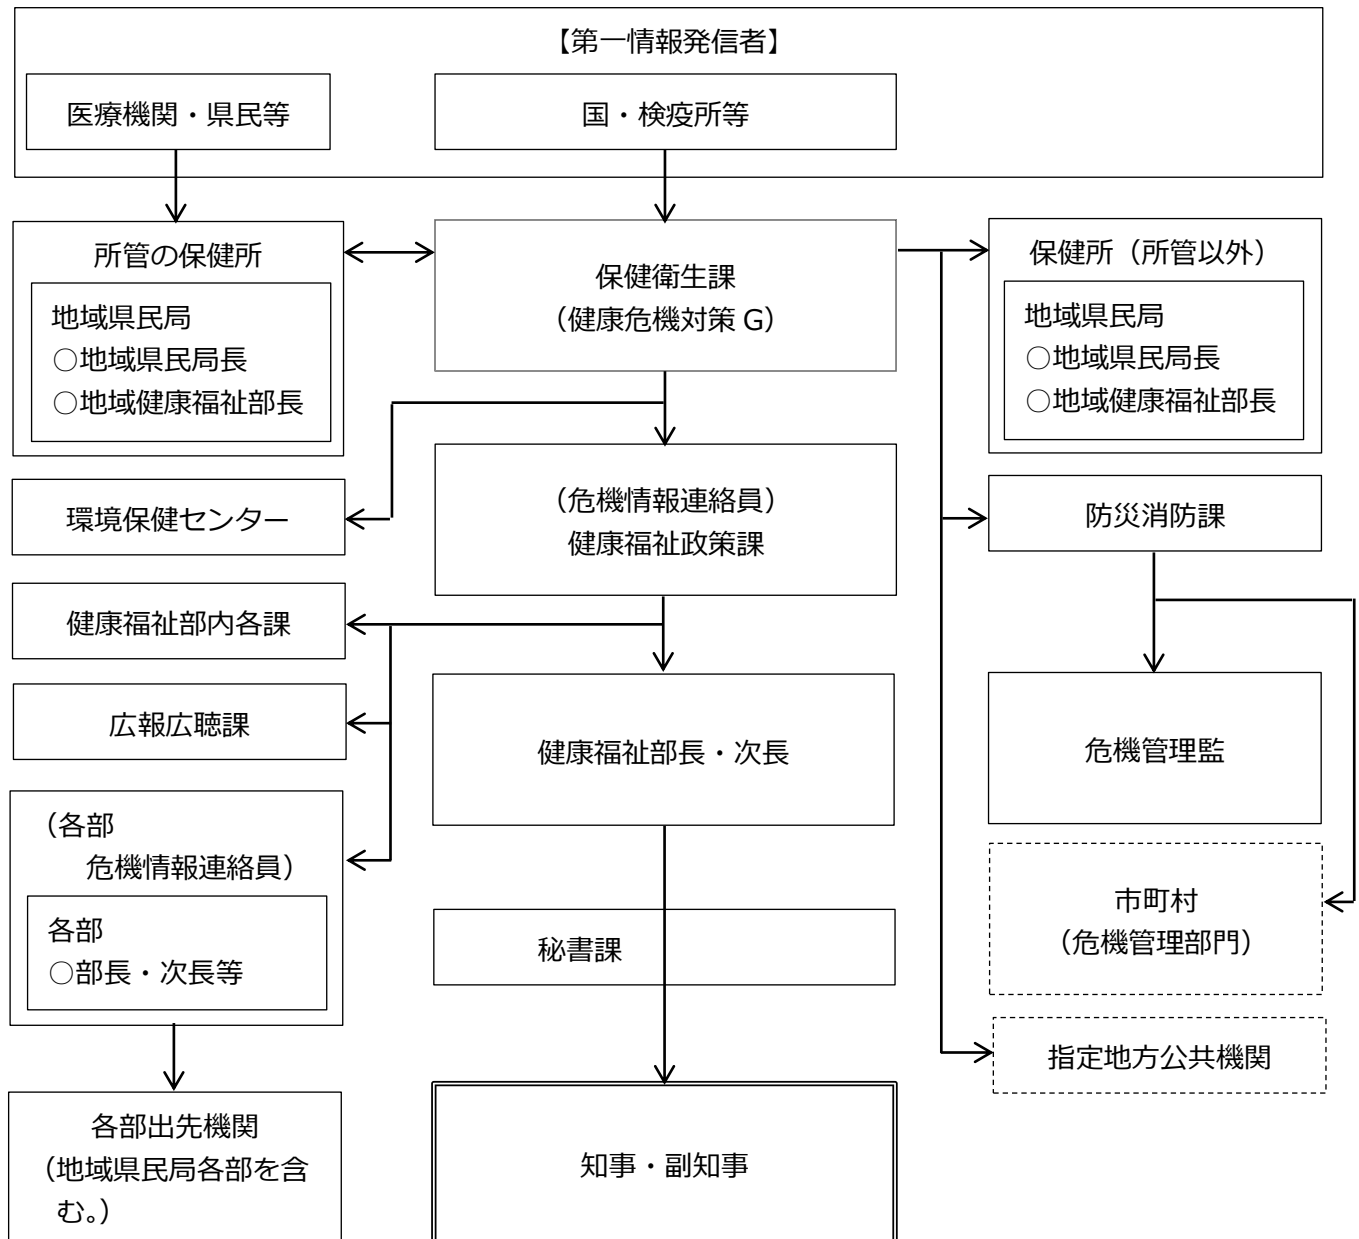 【第一情報発信者】
医療機関・県民等
国・検疫所等
所管の保健所
地域県民局
○地域県民局長
○地域健康福祉部長
保健衛生課
（健康危機対策 G）
保健所（所管以外）
地域県民局
○地域県民局長
○地域健康福祉部長
環境保健センター
（危機情報連絡員）
健康福祉政策課
防災消防課
健康福祉部内各課
広報広聴課
健康福祉部長・次長
危機管理監
（各部
危機情報連絡員）
各部
○部長・次長等
秘書課
市町村
（危機管理部門）
指定地方公共機関
各部出先機関
（地域県民局各部を含
む。）
知事・副知事